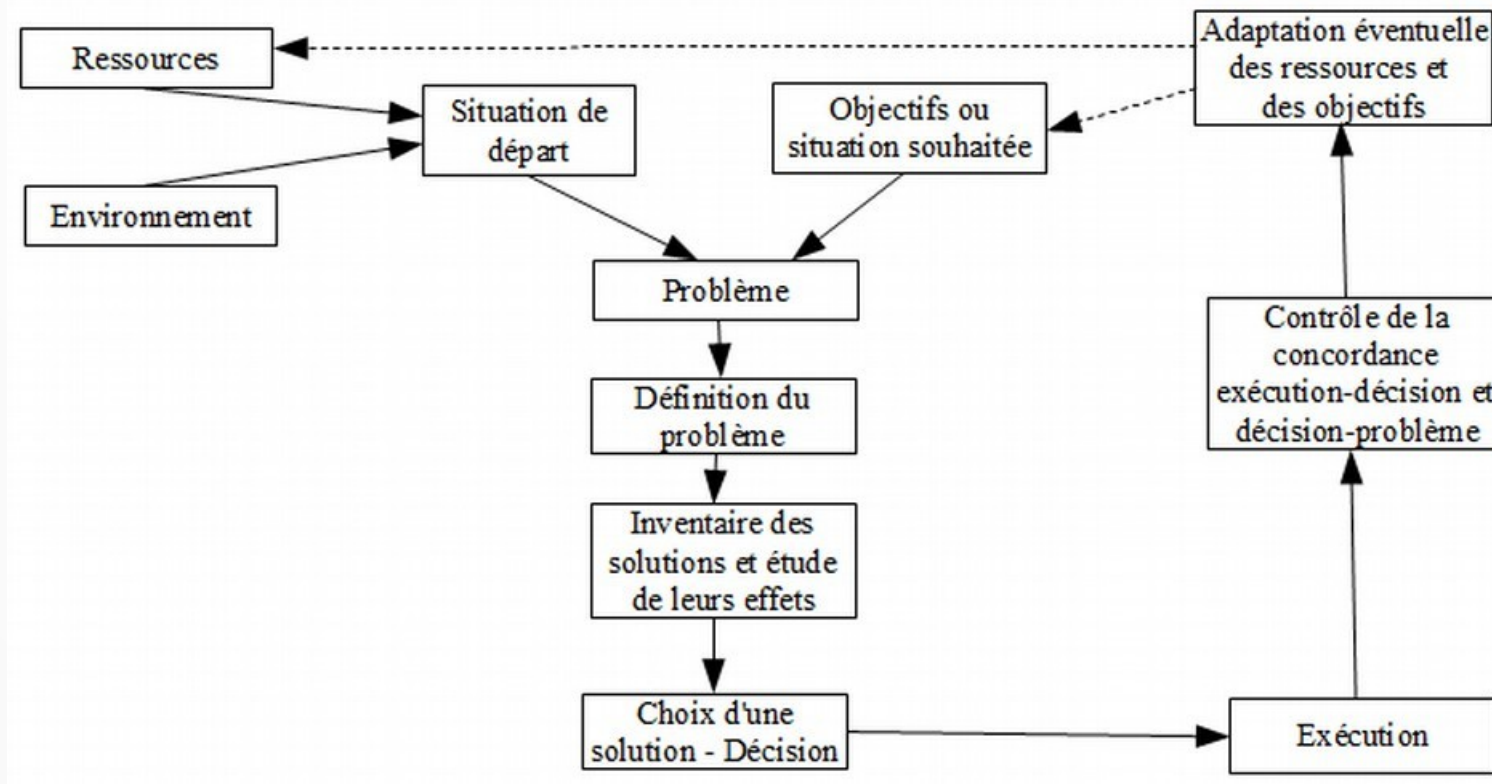 Ressources
Environnement
Situation de
départ
Objectifs ou
situation souhaitée
Adaptation éventuelle
des ressources et
des objectifs
Problème
Définition du
problème
Inventaire des
solutions et étude
de leurs effets
Choix d'une
solution - Décision
Exécution
Contrôle de la
concordance
exécution-décision et
décision-problème